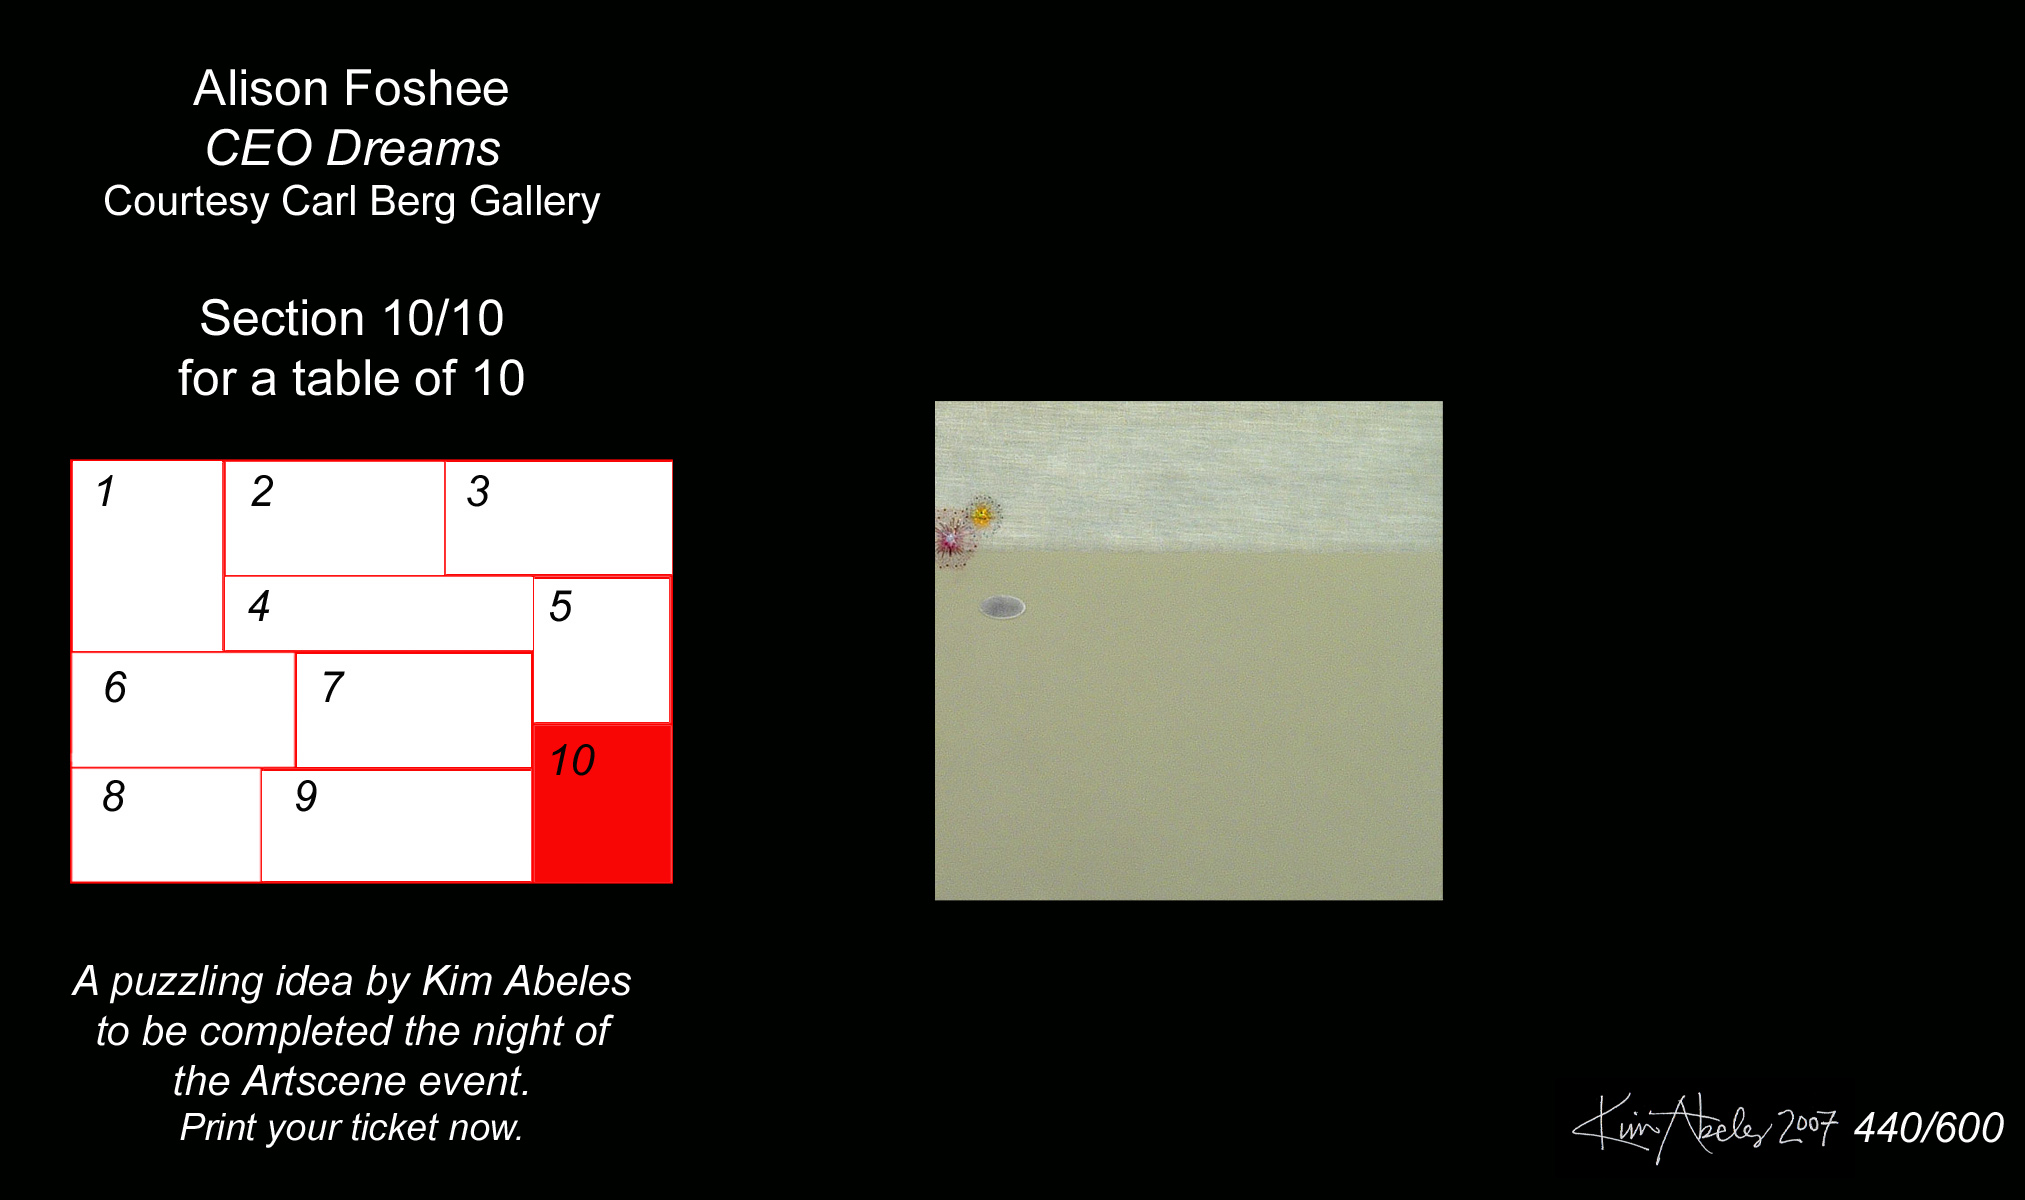 Alison Foshee
CEO Dreams
Courtesy Carl Berg Gallery
Section 10/10
for a table of 10
1
2
3
4
5
6
7
8
9
10
A puzzling idea by Kim Abeles
to be completed the night of
the Artscene event.
Print your ticket now.
Kim Abeles 2007 440/600